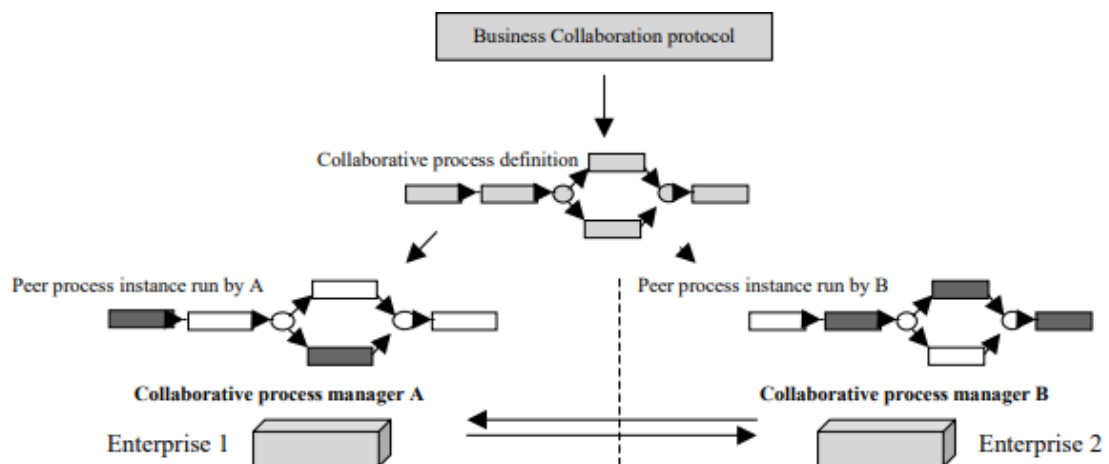 Business Collaboration protocol
Collaborative process definition
Peer process instance run by A
Peer process instance run by B
Collaborative process manager A
Collaborative process manager B
Enterprise 1
Enterprise 2